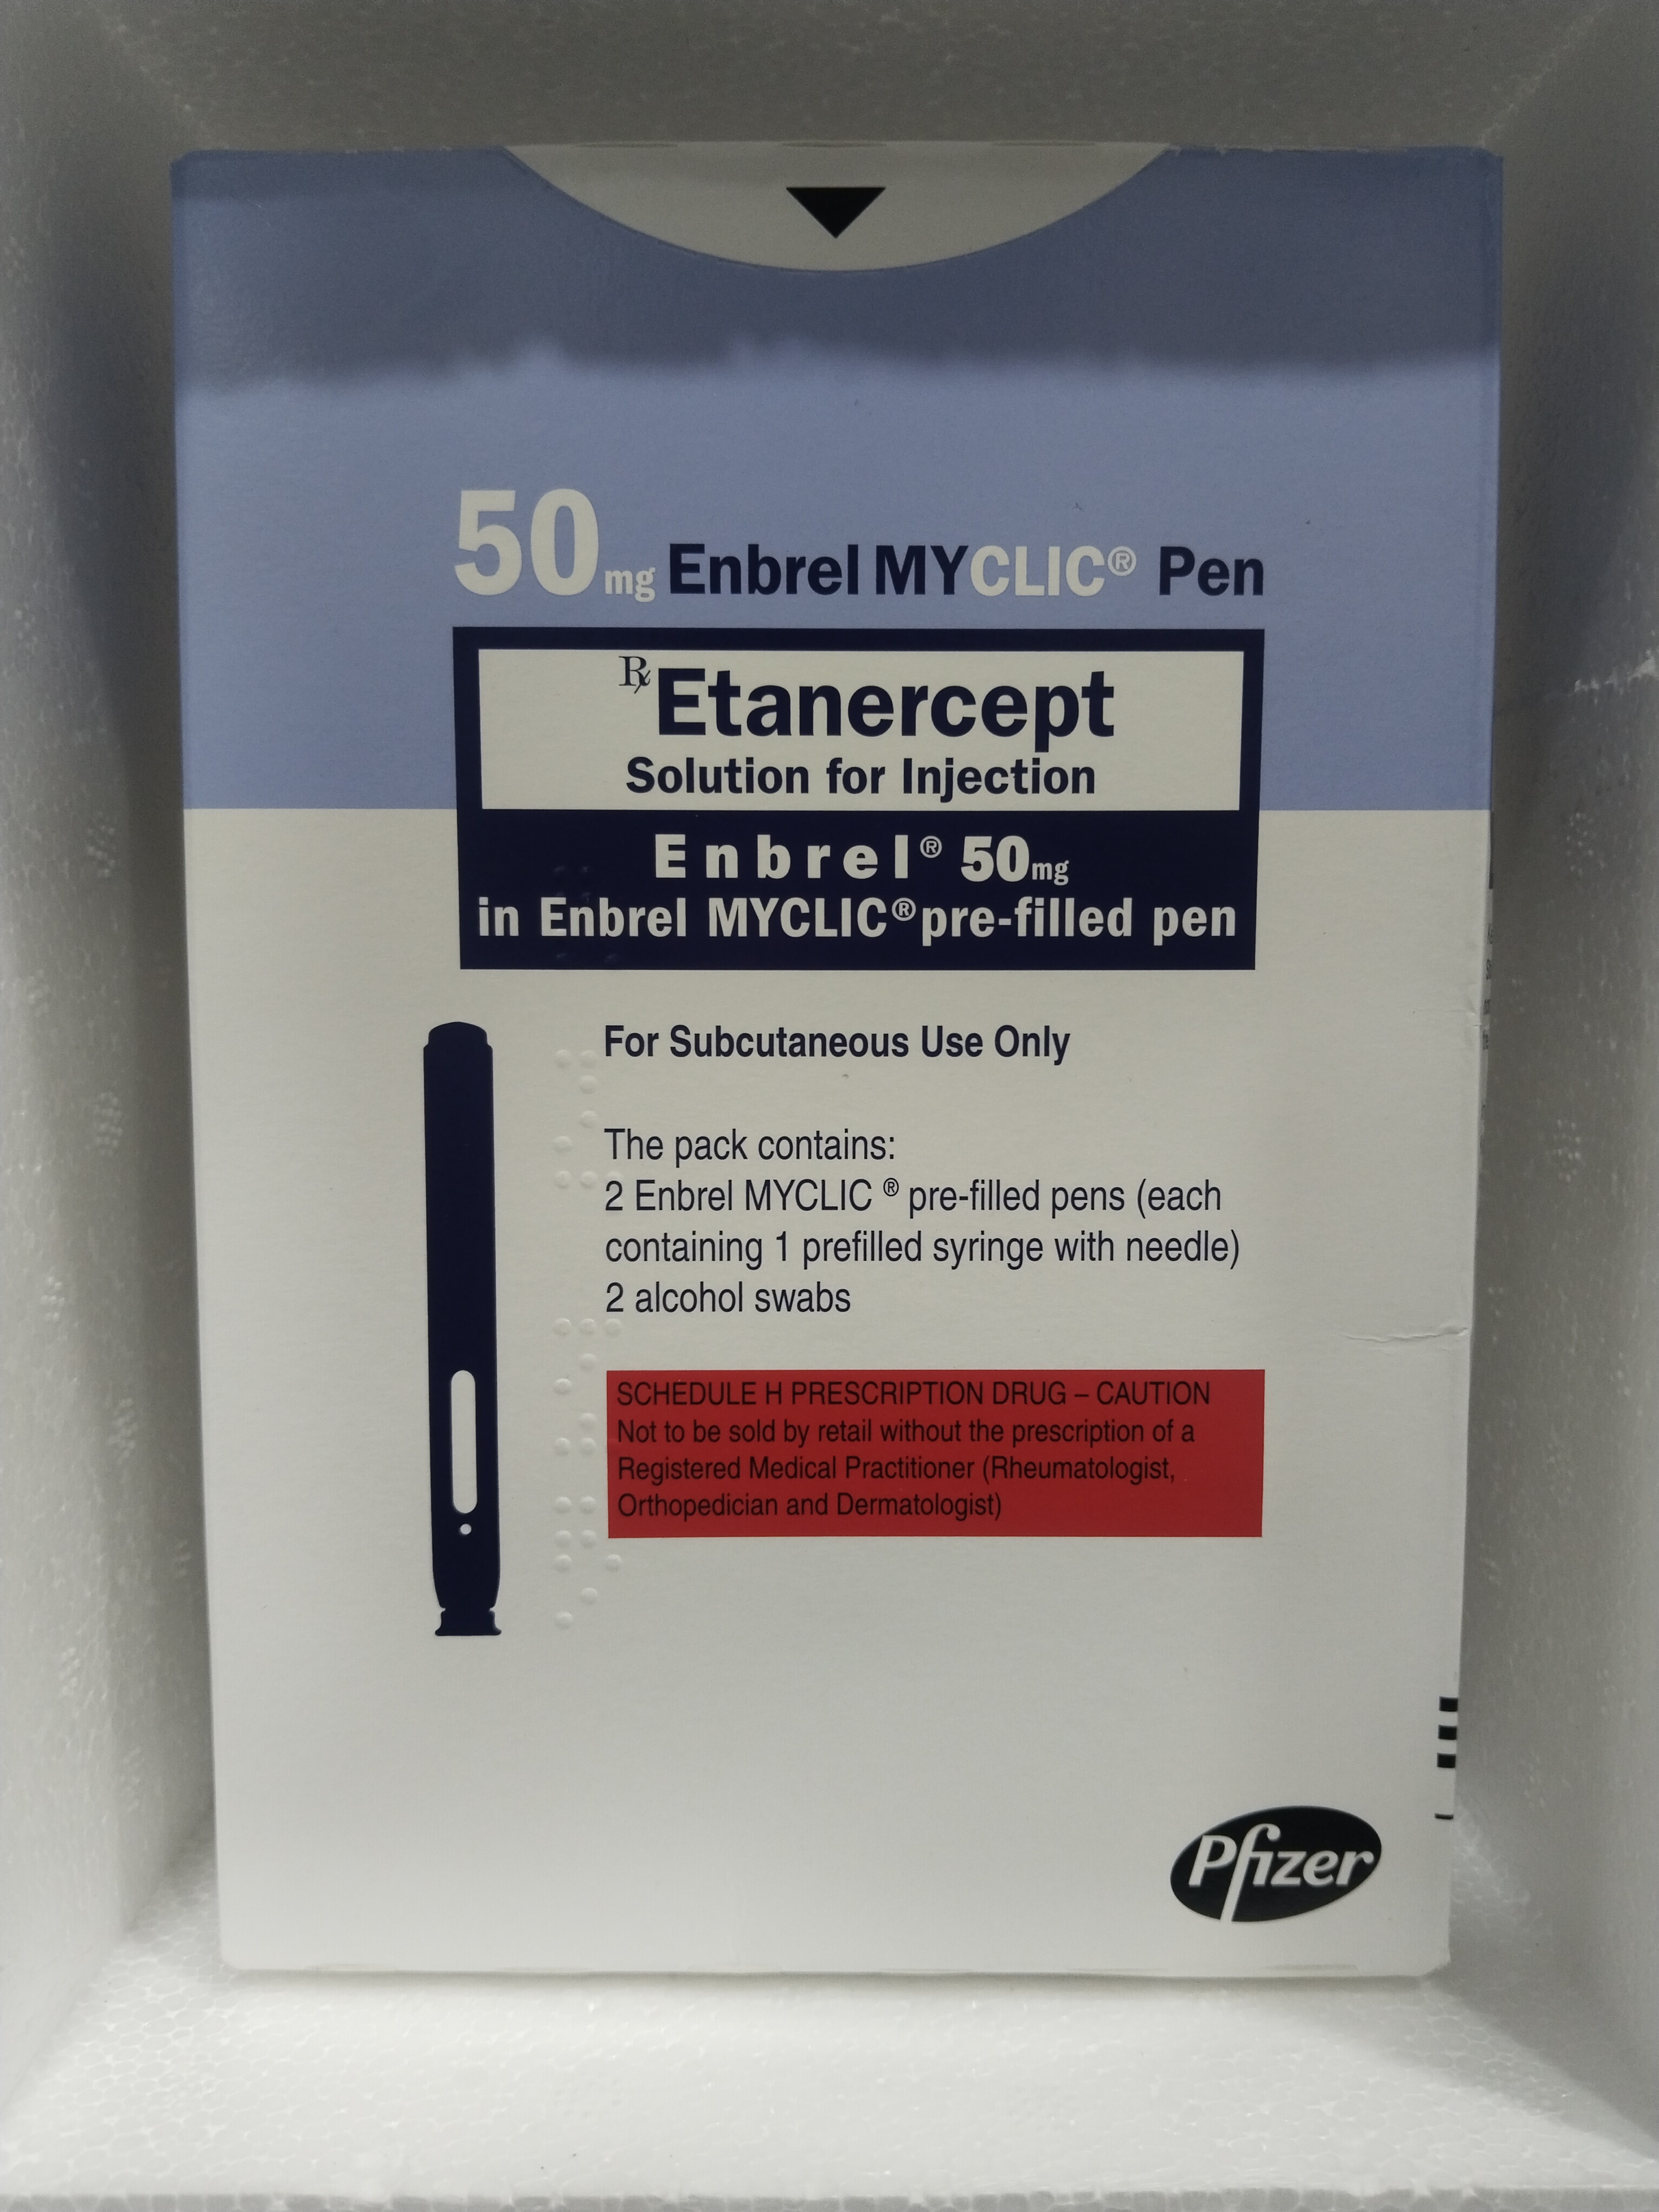 50mg Enbrel MYCLIC® Pen
℞ Etanercept
Solution for Injection
Enbrel® 50mg
in Enbrel MYCLIC® pre-filled pen
For Subcutaneous Use Only
The pack contains:
2 Enbrel MYCLIC ® pre-filled pens (each
containing 1 prefilled syringe with needle)
2 alcohol swabs
SCHEDULE H PRESCRIPTION DRUG – CAUTION
Not to be sold by retail without the prescription of a
Registered Medical Practitioner (Rheumatologist,
Orthopedician and Dermatologist)
Pfizer